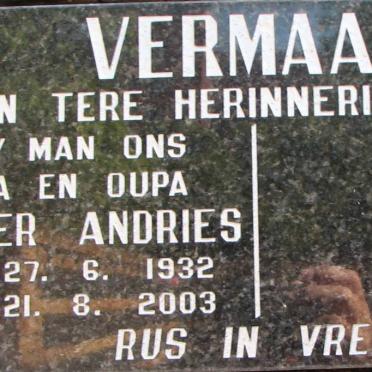 VERMAA
N TERE HERINNERI
Y MAN ONS
A EN OUPA
ER ANDRIES
27. 6. 1932
21. 8. 2003
RUS IN VRE